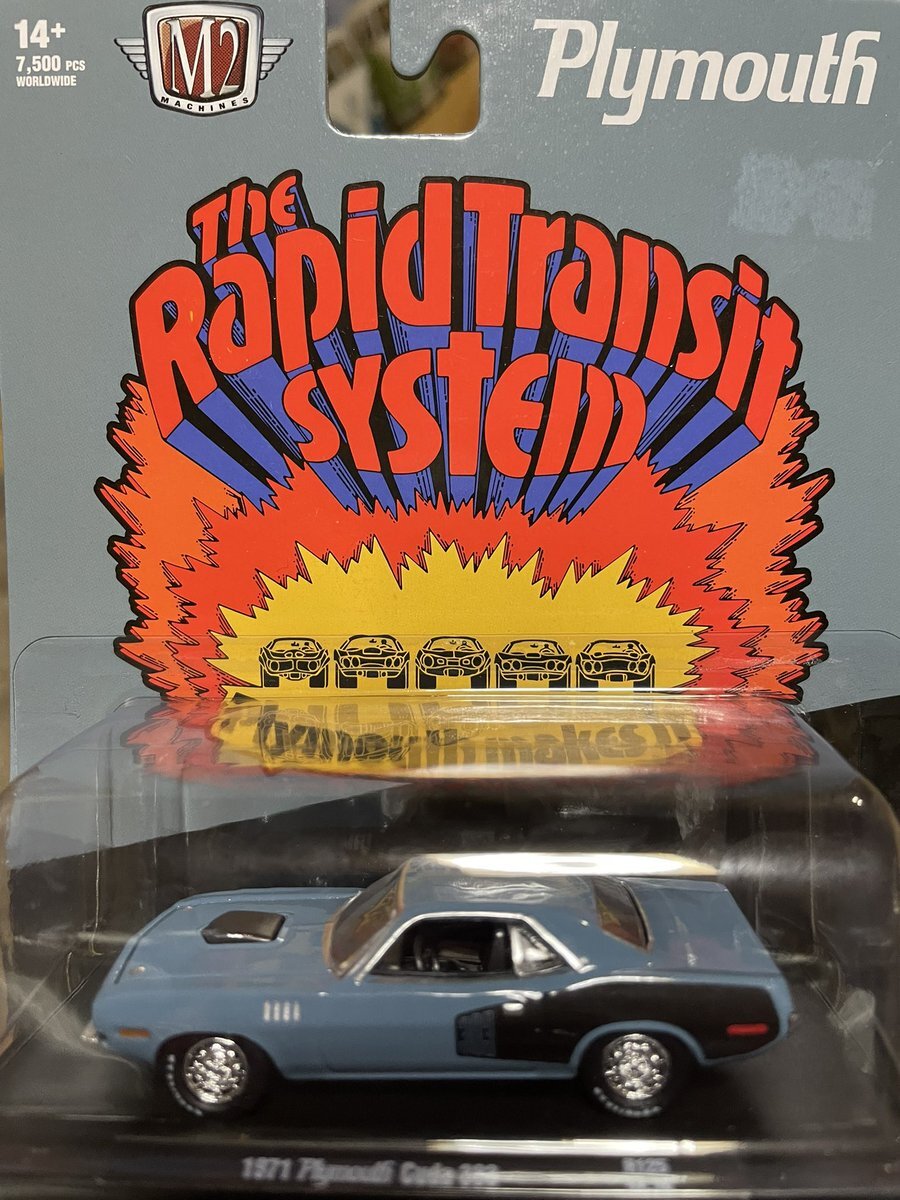 14+
7,500 PCS
WORLDWIDE
M2
MACHINES
Plymouth
The
Rapid Transit
System
Plymouth makes it
1971 Plymouth Cuda